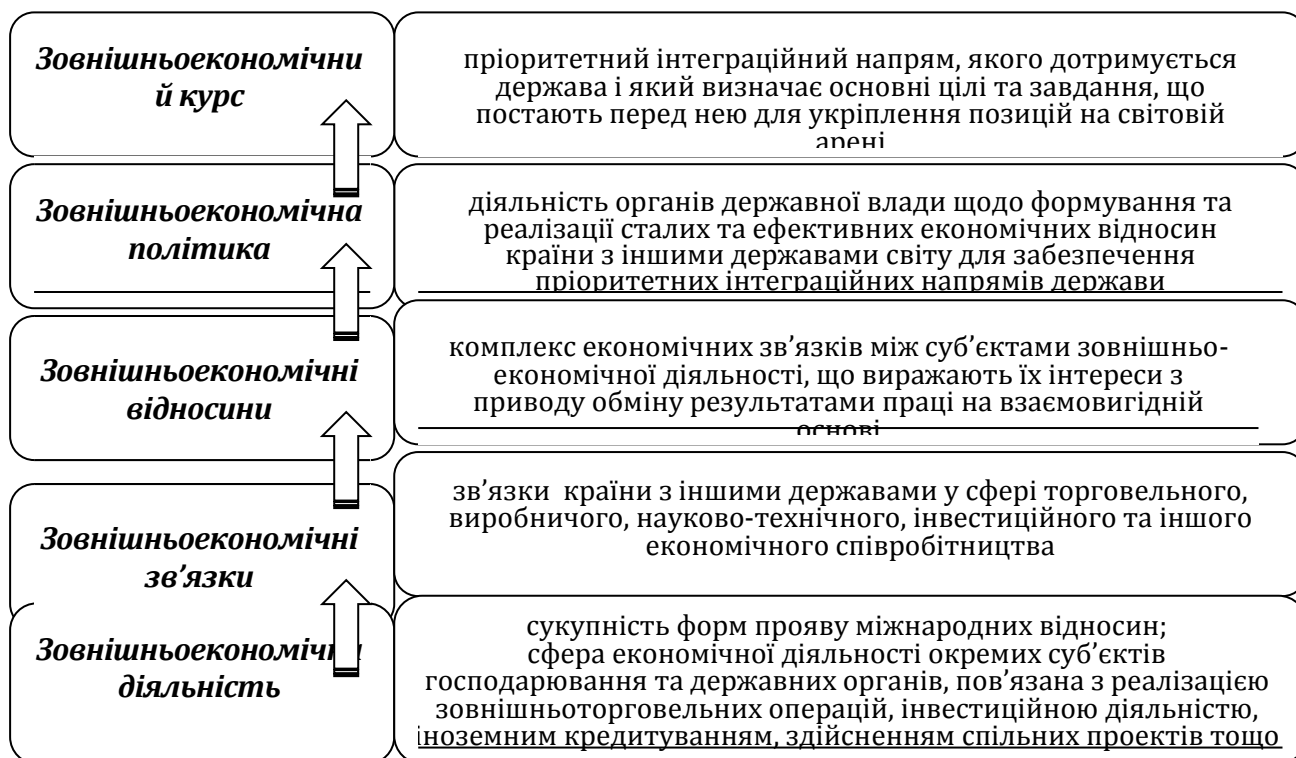 Зовнішньоекономічни
й курс
пріоритетний інтеграційний напрям, якого дотримується
держава і який визначає основні цілі та завдання, що
постають перед нею для укріплення позицій на світовій
арені
Зовнішньоекономічна
політика
діяльність органів державної влади щодо формування та
реалізації сталих та ефективних економічних відносин
країни з іншими державами світу для забезпечення
пріоритетних інтеграційних напрямів держави
Зовнішньоекономічні
відносини
комплекс економічних зв’язків між суб’єктами зовнішньо-
економічної діяльності, що виражають їх інтереси з
приводу обміну результатами праці на взаємовигідній
основі
Зовнішньоекономічні
зв’язки
зв’язки країни з іншими державами у сфері торговельного,
виробничого, науково-технічного, інвестиційного та іншого
економічного співробітництва
Зовнішньоекономічна
діяльність
сукупність форм прояву міжнародних відносин;
сфера економічної діяльності окремих суб’єктів
господарювання та державних органів, пов’язана з реалізацією
зовнішньоторговельних операцій, інвестиційною діяльністю,
іноземним кредитуванням, здійсненням спільних проектів тощо